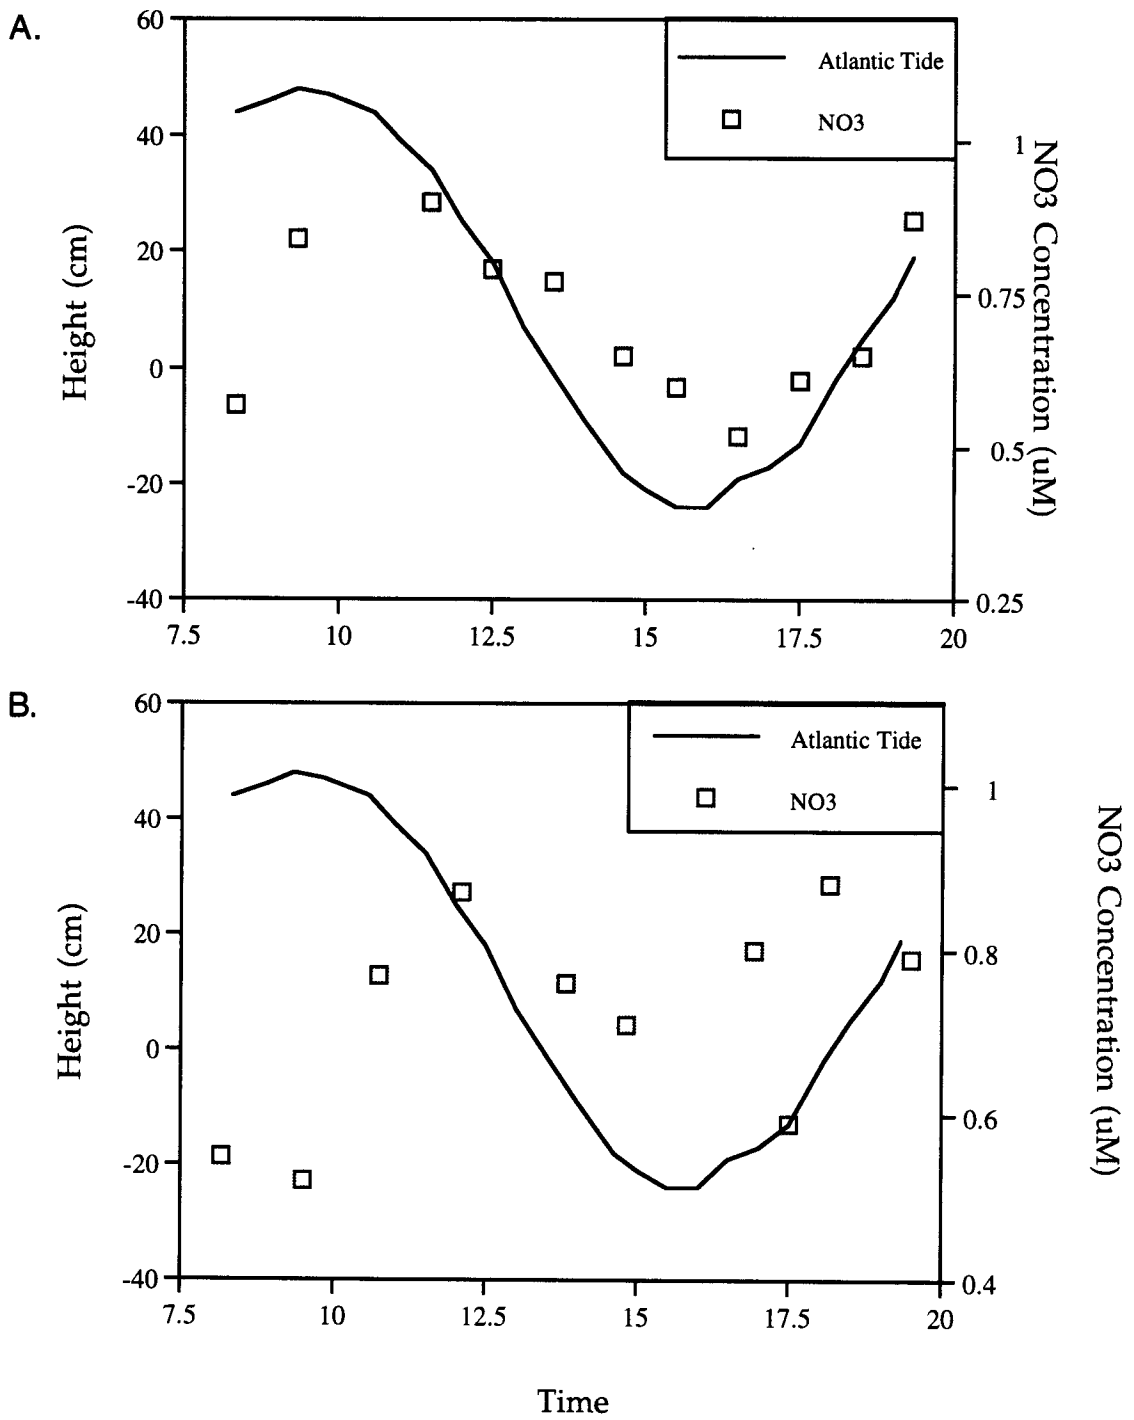 A.
60
40
20
0
-20
-40
Height (cm)
Atlantic Tide
NO3
1
0.75
0.5
0.25
NO3 Concentration (uM)
7.5 10 12.5 15 17.5 20
B.
60
40
20
0
-20
-40
Height (cm)
Atlantic Tide
NO3
1
0.8
0.6
0.4
NO3 Concentration (uM)
7.5 10 12.5 15 17.5 20
Time